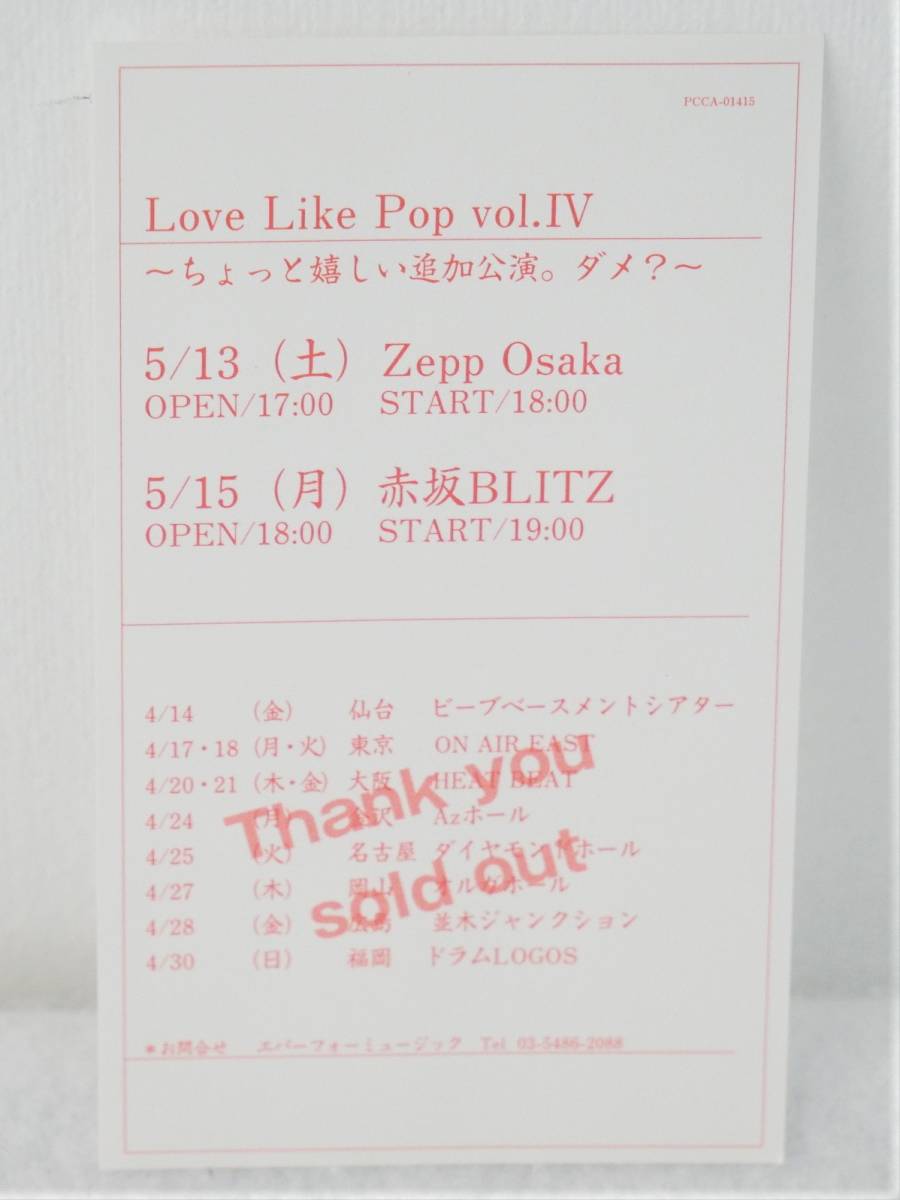 PCCA-01415
Love Like Pop vol.IV
～ちょっと嬉しい追加公演。ダメ？～
5/13（土）Zepp Osaka
OPEN/17:00 START/18:00
5/15（月）赤坂BLITZ
OPEN/18:00 START/19:00
4/14 （金） 仙台 ビーブベースメントシアター
4/17・18（月・火）東京 ON AIR EAST
4/20・21（木・金）大阪 HEAT BEAT
4/24 （月） 金沢 Azホール
4/25 （火） 名古屋 ダイヤモンドホール
4/27 （木） 岡山 オルガホール
4/28 （金） 広島 並木ジャンクション
4/30 （日） 福岡 ドラムLOGOS
Thank you
sold out
＊お問合せ エバーフォーミュージック Tel 03-5486-2088